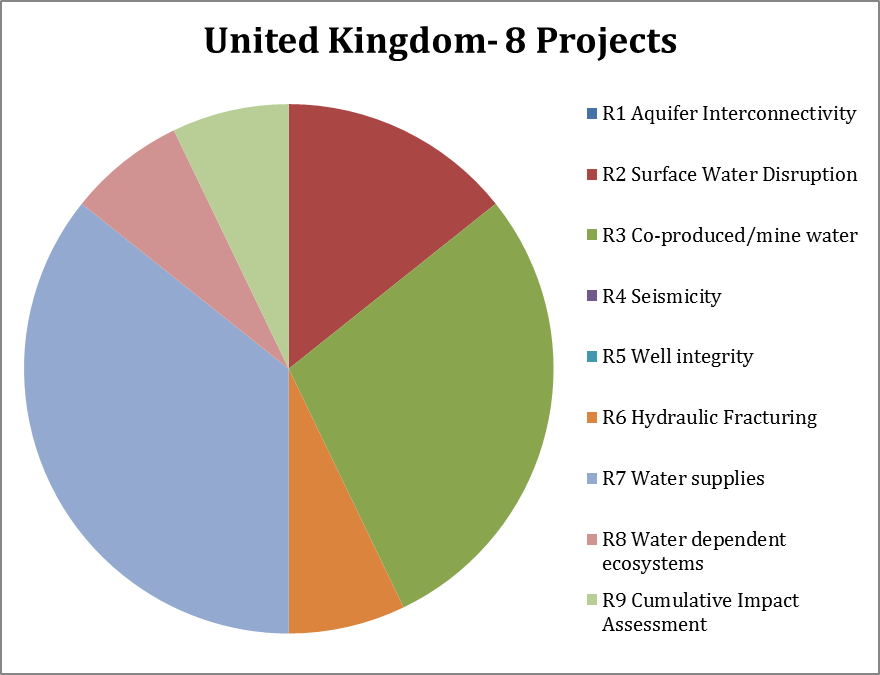 United Kingdom- 8 Projects
R1 Aquifer Interconnectivity
R2 Surface Water Disruption
R3 Co-produced/mine water
R4 Seismicity
R5 Well integrity
R6 Hydraulic Fracturing
R7 Water supplies
R8 Water dependent
ecosystems
R9 Cumulative Impact
Assessment